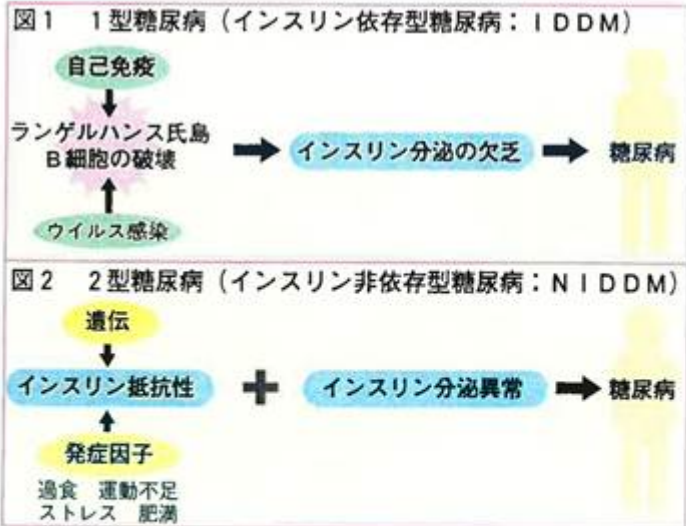 図1 1型糖尿病(インスリン依存型糖尿病:IDDM)
自己免疫
ランゲルハンス氏島
B細胞の破壊
インスリン分泌の欠乏
糖尿病
ウイルス感染
図2 2型糖尿病(インスリン非依存型糖尿病:NIDDM)
遺伝
インスリン抵抗性
+
インスリン分泌異常
糖尿病
発症因子
過食 運動不足
ストレス 肥満